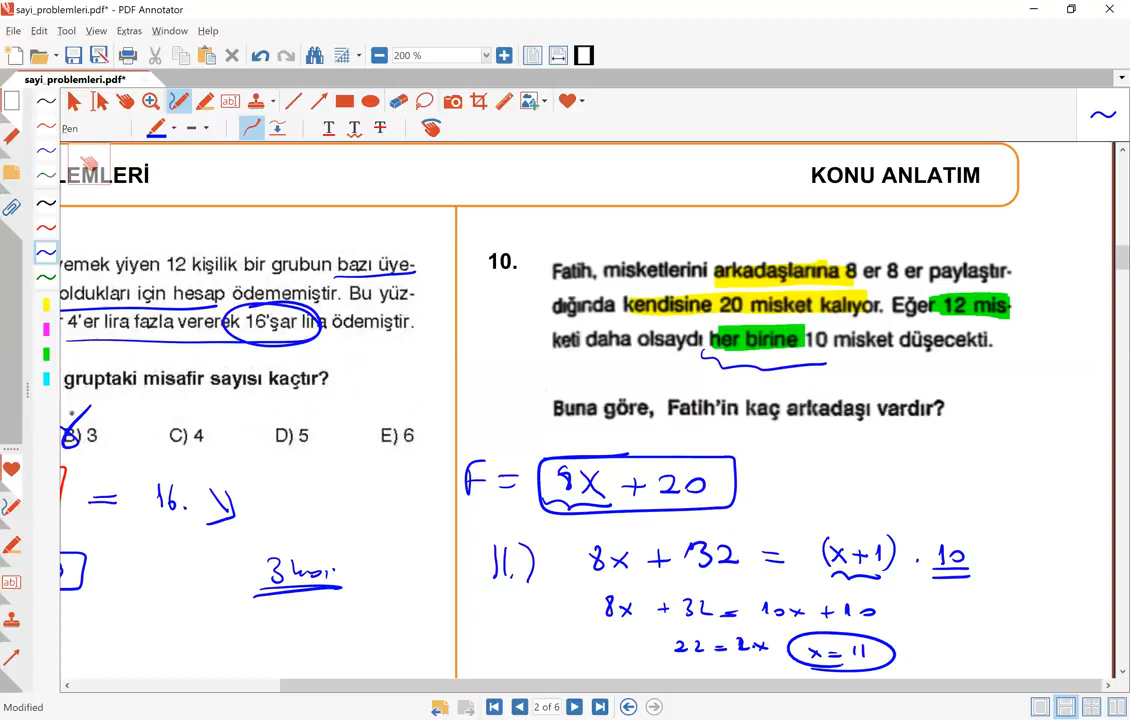 sayi_problemleri.pdf* - PDF Annotator
File Edit Tool View Extras Window Help
200 %
sayi_problemleri.pdf*
Pen
LEMLERİ
KONU ANLATIM
yemek yiyen 12 kişilik bir grubun bazı üye-
oldukları için hesap ödememiştir. Bu yüz-
4'er lira fazla vererek 16'şar lira ödemiştir.
gruptaki misafir sayısı kaçtır?
B) 3 C) 4 D) 5 E) 6
= 16.
10.
Fatih, misketlerini arkadaşlarına 8 er 8 er paylaştır-
dığında kendisine 20 misket kalıyor. Eğer 12 mis-
keti daha olsaydı her birine 10 misket düşecekti.
Buna göre, Fatih'in kaç arkadaşı vardır?
F = 8x + 20
II.) 8x + 32 = (x+1) . 10
8x + 32 = 10x + 10
22 = 2x x = 11
Modified
2 of 6